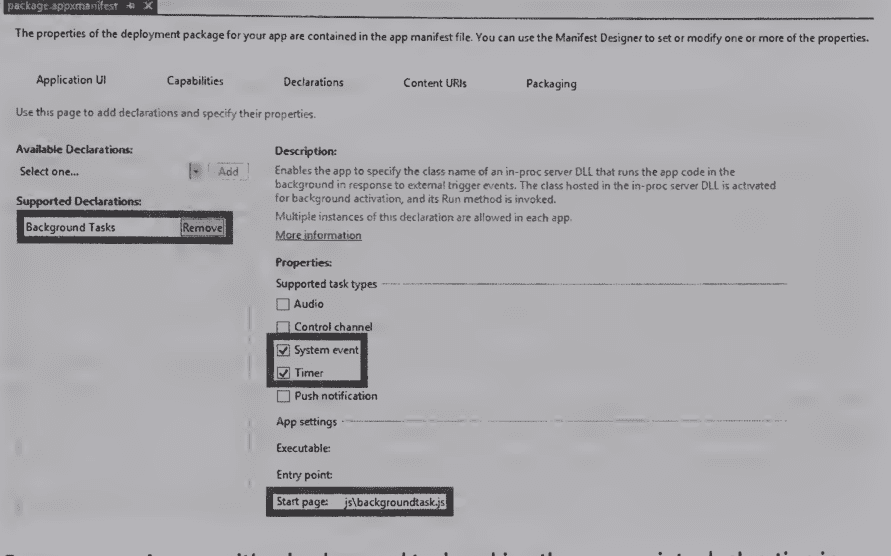 package.appxmanifest
The properties of the deployment package for your app are contained in the app manifest file. You can use the Manifest Designer to set or modify one or more of the properties.
Application UI Capabilities Declarations Content URIs Packaging
Use this page to add declarations and specify their properties.
Available Declarations:
Select one... Add
Supported Declarations:
Background Tasks Remove
Description:
Enables the app to specify the class name of an in-proc server DLL that runs the app code in the
background in response to external trigger events. The class hosted in the in-proc server DLL is activated
for background activation, and its Run method is invoked.
Multiple instances of this declaration are allowed in each app.
More information
Properties:
Supported task types
Audio
Control channel
System event
Timer
Push notification
App settings
Executable:
Entry point:
Start page: js\backgroundtask.js